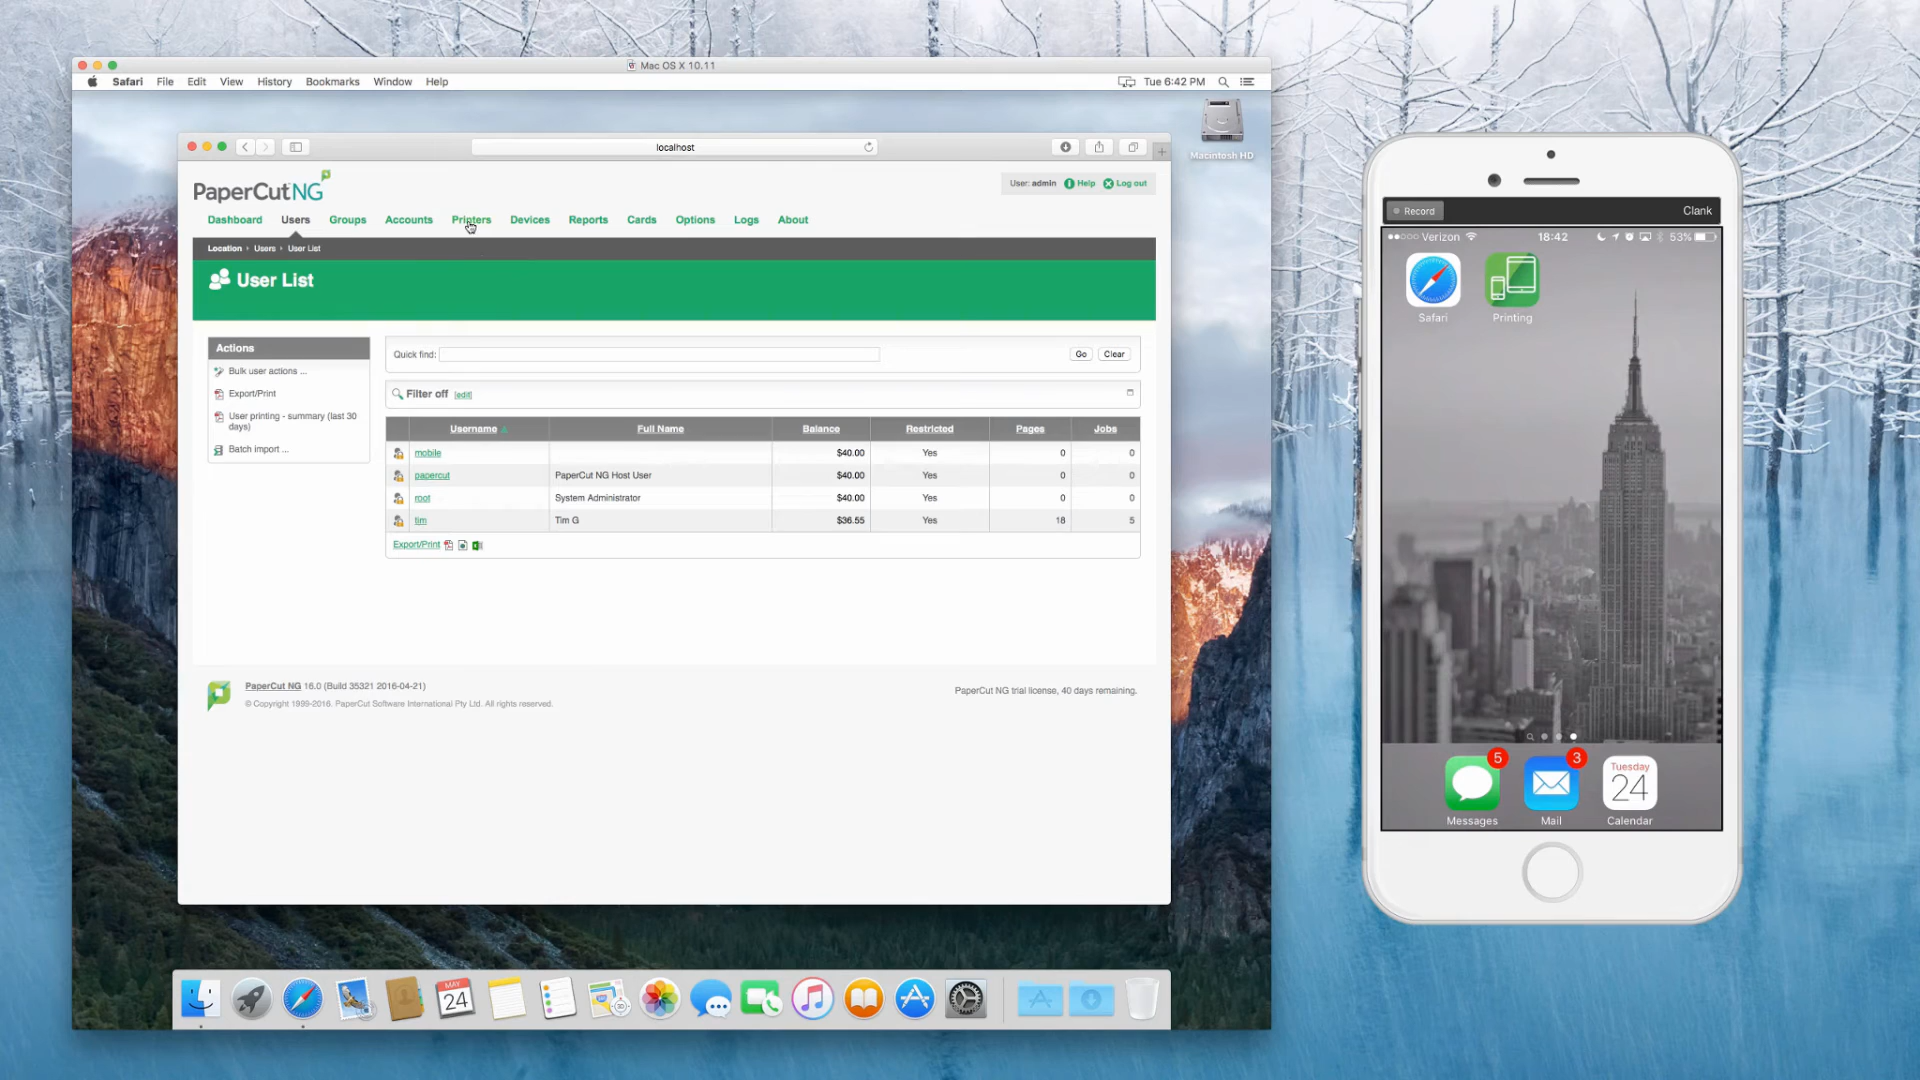 Mac OS X 10.11
Safari File Edit View History Bookmarks Window Help
Tue 6:42 PM
Macintosh HD
localhost
PaperCut NG
User: admin Help Log out
Dashboard Users Groups Accounts Printers Devices Reports Cards Options Logs About
Location Users User List
User List
Actions
Bulk user actions ...
Export/Print
User printing - summary (last 30
days)
Batch import ...
Quick find:
Go Clear
Filter off [edit]
Username Full Name Balance Restricted Pages Jobs
mobile $40.00 Yes 0 0
papercut PaperCut NG Host User $40.00 Yes 0 0
root System Administrator $40.00 Yes 0 0
tim Tim G $36.55 Yes 18 5
Export/Print
PaperCut NG 16.0 (Build 35321 2016-04-21)
© Copyright 1999-2016. PaperCut Software International Pty Ltd. All rights reserved.
PaperCut NG trial license, 40 days remaining.
MAY
24
Record Clank
Verizon 18:42 53%
Safari Printing
5 3
Tuesday
24
Messages Mail Calendar